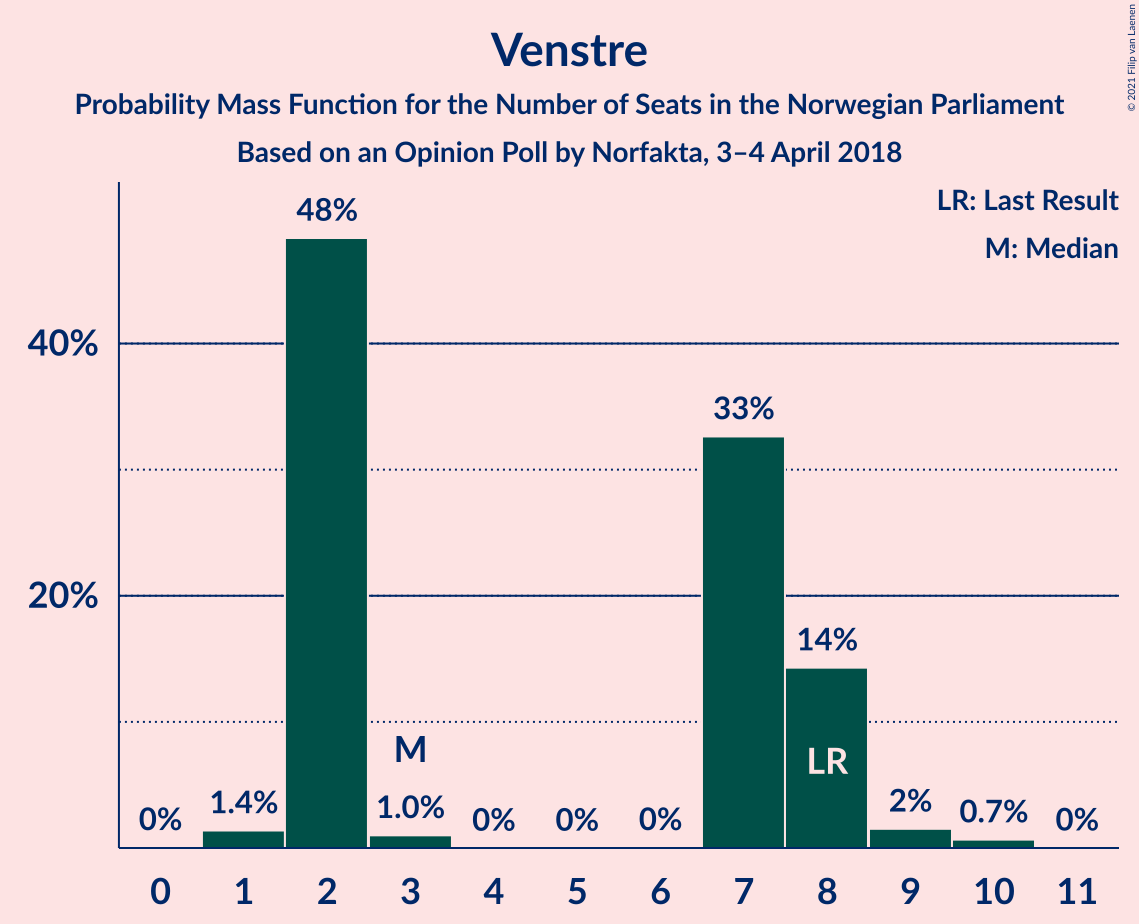 Venstre
Probability Mass Function for the Number of Seats in the Norwegian Parliament
Based on an Opinion Poll by Norfakta, 3–4 April 2018
© 2021 Filip van Laenen
LR: Last Result
M: Median
48%
40%
33%
20%
14%
M
LR
0%
1.4%
1.0%
0%
0%
0%
2%
0.7%
0%
0 1 2 3 4 5 6 7 8 9 10 11